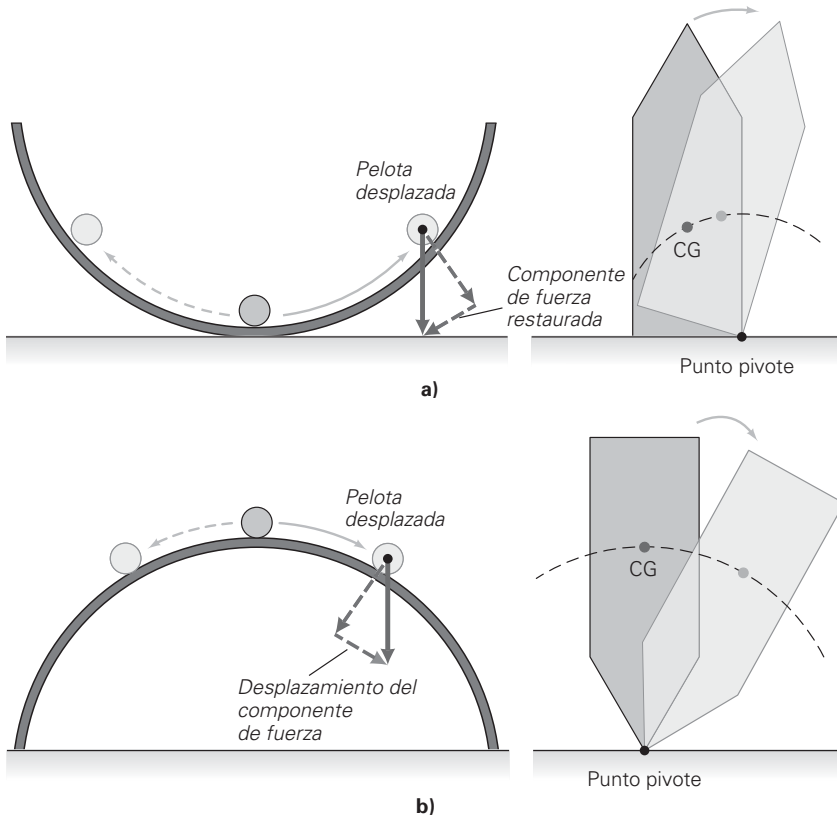 Pelota
desplazada
CG
Componente
de fuerza
restaurada
Punto pivote
a)
Pelota
desplazada
CG
Desplazamiento del
componente
de fuerza
Punto pivote
b)